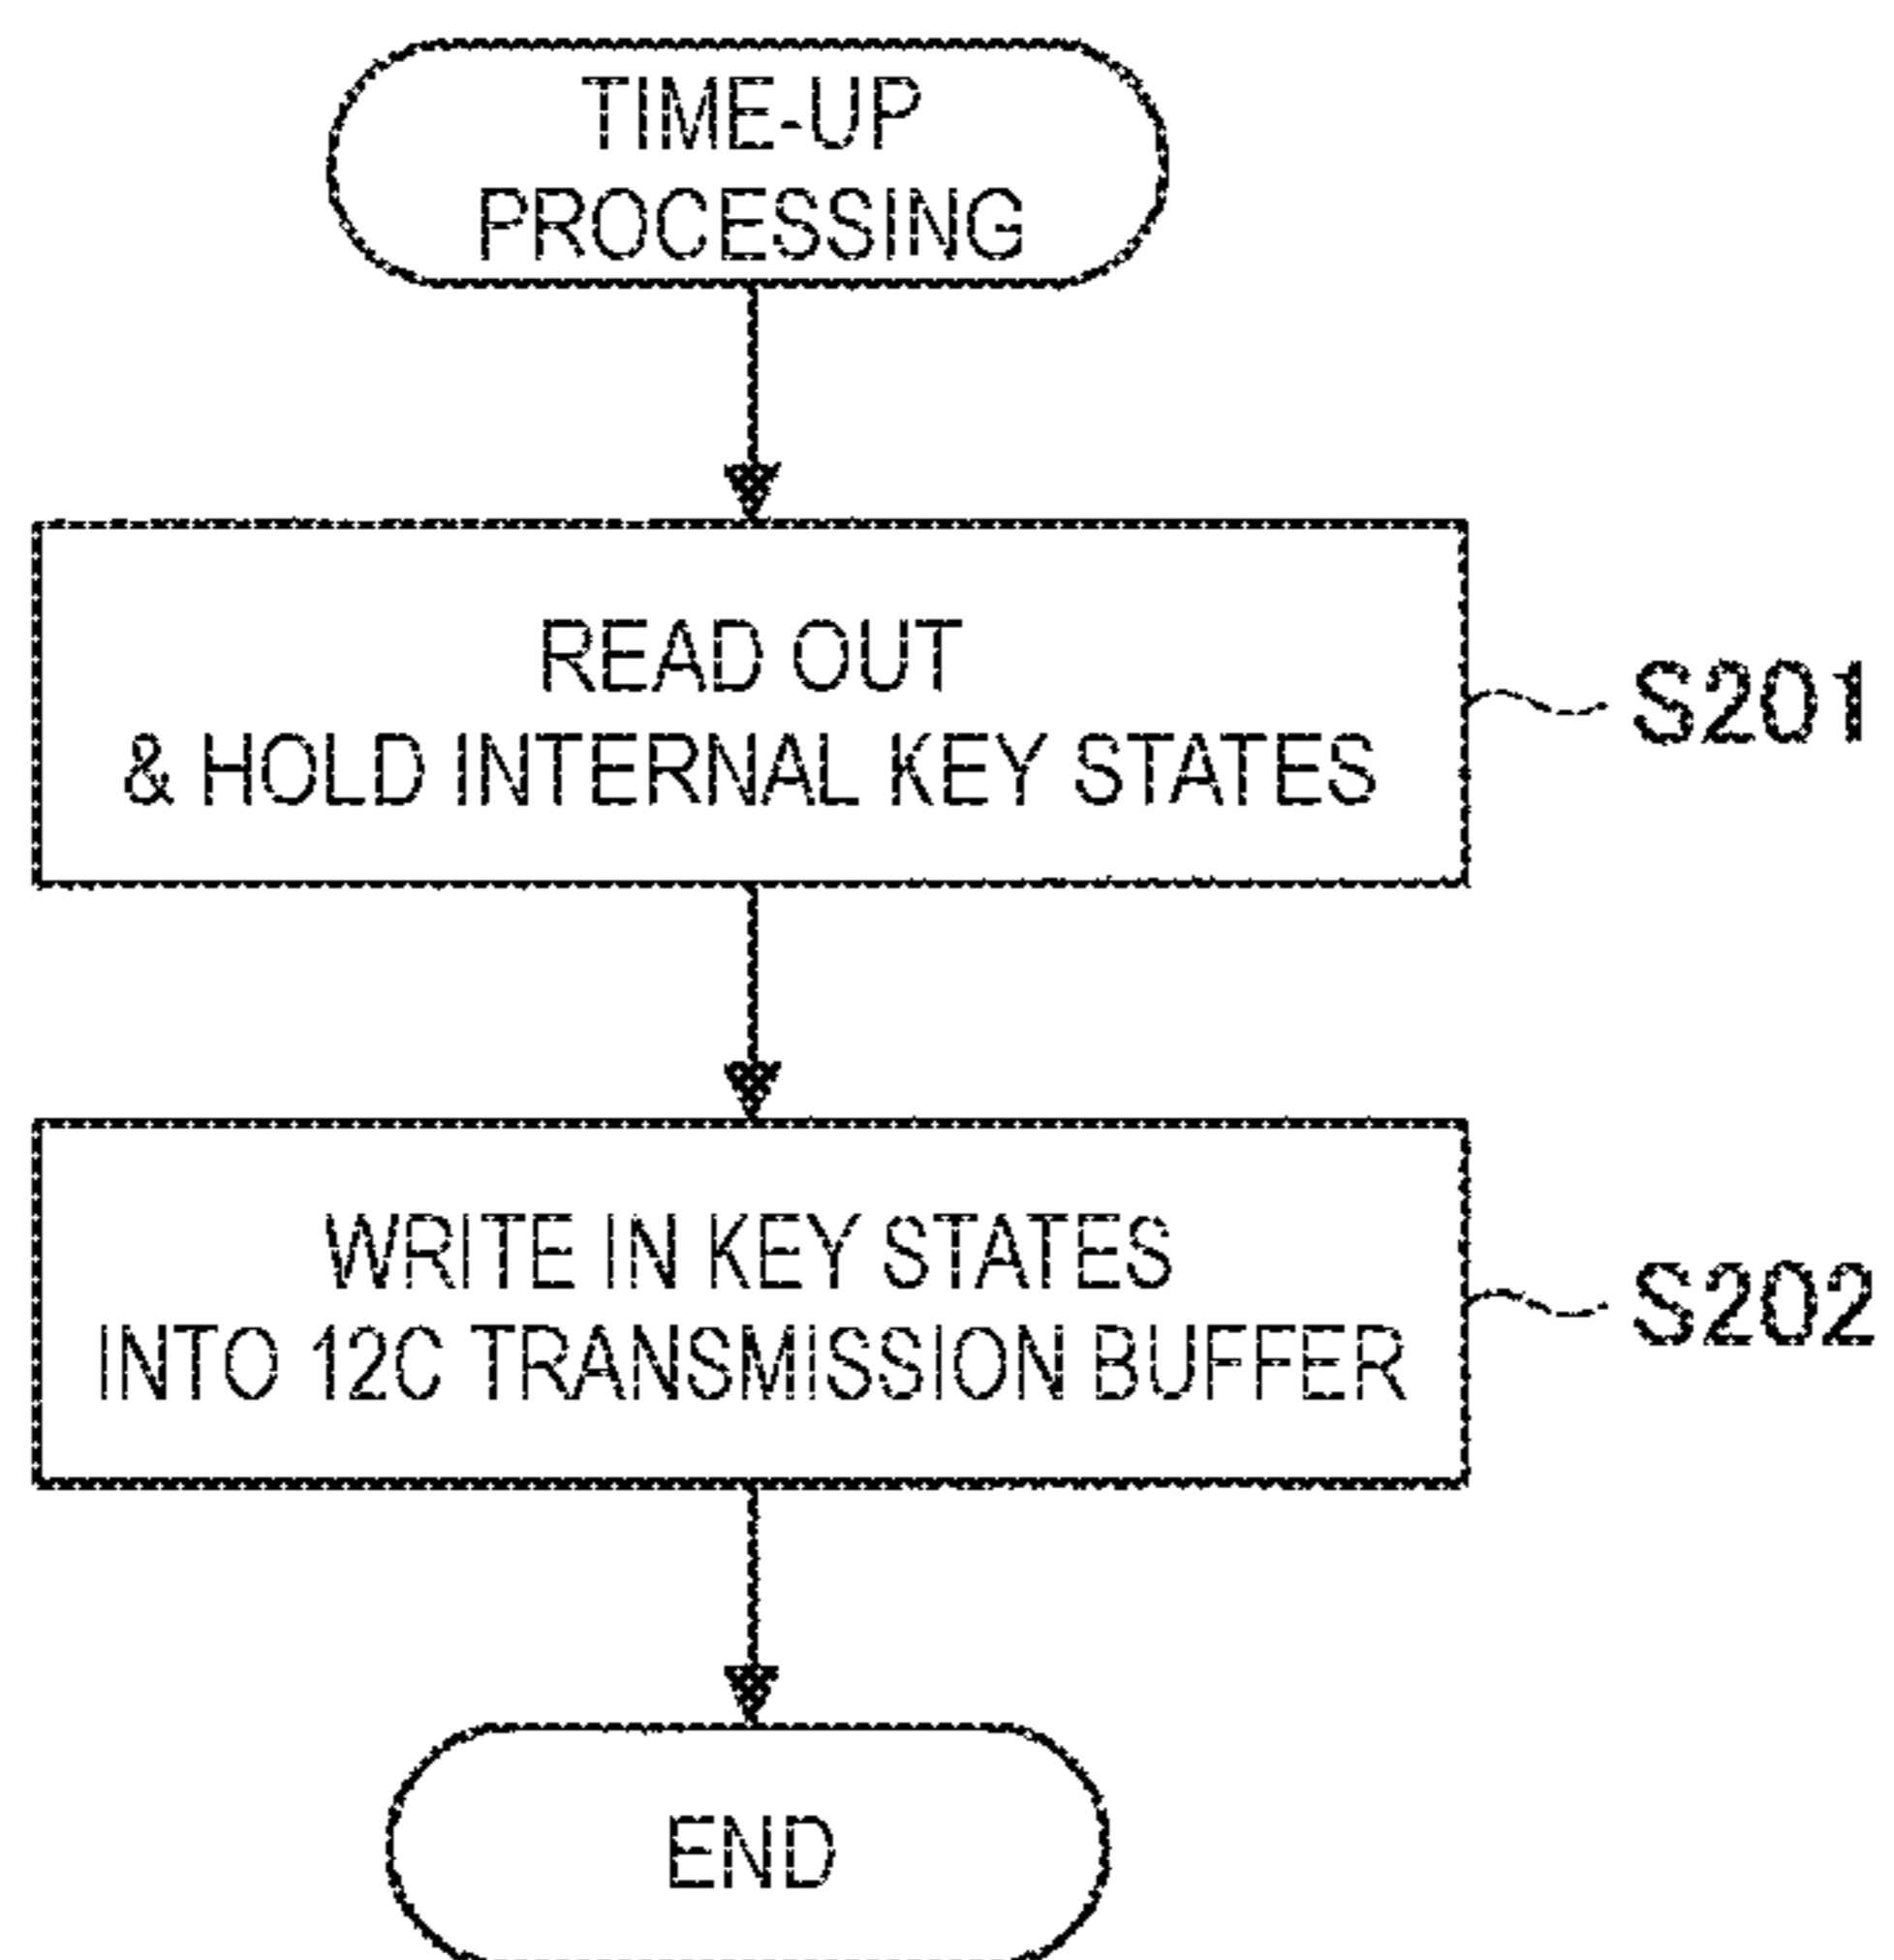 TIME-UP
PROCESSING
READ OUT
& HOLD INTERNAL KEY STATES
S201
WRITE IN KEY STATES
INTO 12C TRANSMISSION BUFFER
S202
END